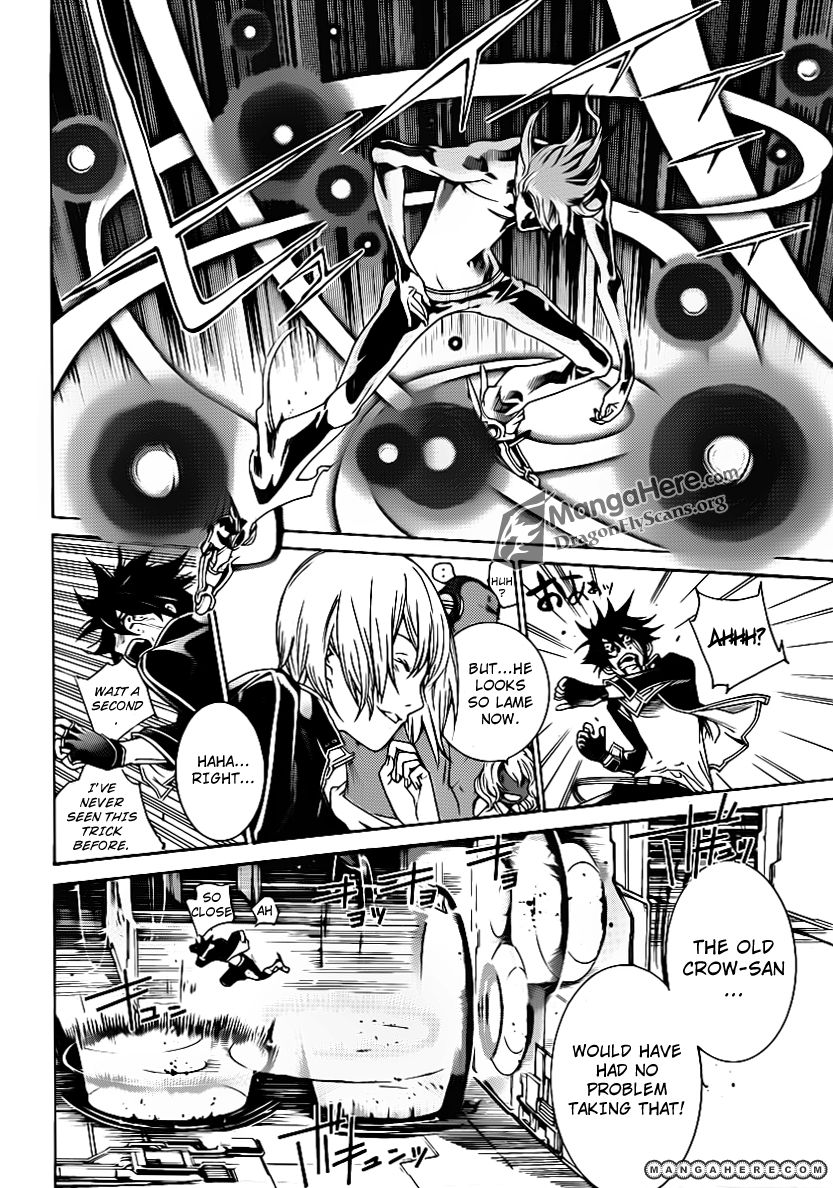 MangaHere.com
DragonFlyScans.org
AHHH?
おあぁっ
HUH
?
BUT...HE
LOOKS
SO LAME
NOW.
HAHA...
RIGHT...
WAIT A
SECOND
.
I'VE
NEVER
SEEN THIS
TRICK
BEFORE.
THE OLD
CROW-SAN
...
WOULD HAVE
HAD NO
PROBLEM
TAKING THAT!
AH
SO
CLOSE
MANGAHERE.COM